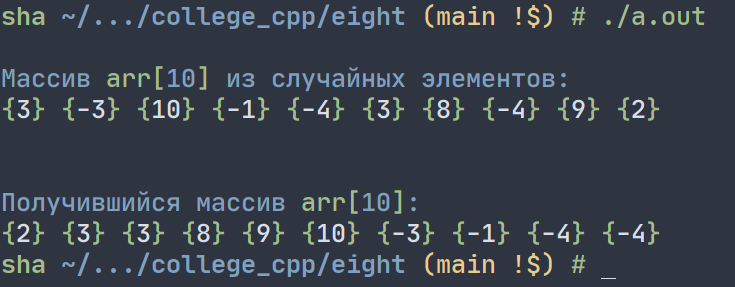 sha ~/.../college_cpp/eight (main !$) # ./a.out
Массив arr[10] из случайных элементов:
{3} {-3} {10} {-1} {-4} {3} {8} {-4} {9} {2}
Получившийся массив arr[10]:
{2} {3} {3} {8} {9} {10} {-3} {-1} {-4} {-4}
sha ~/.../college_cpp/eight (main !$) # _